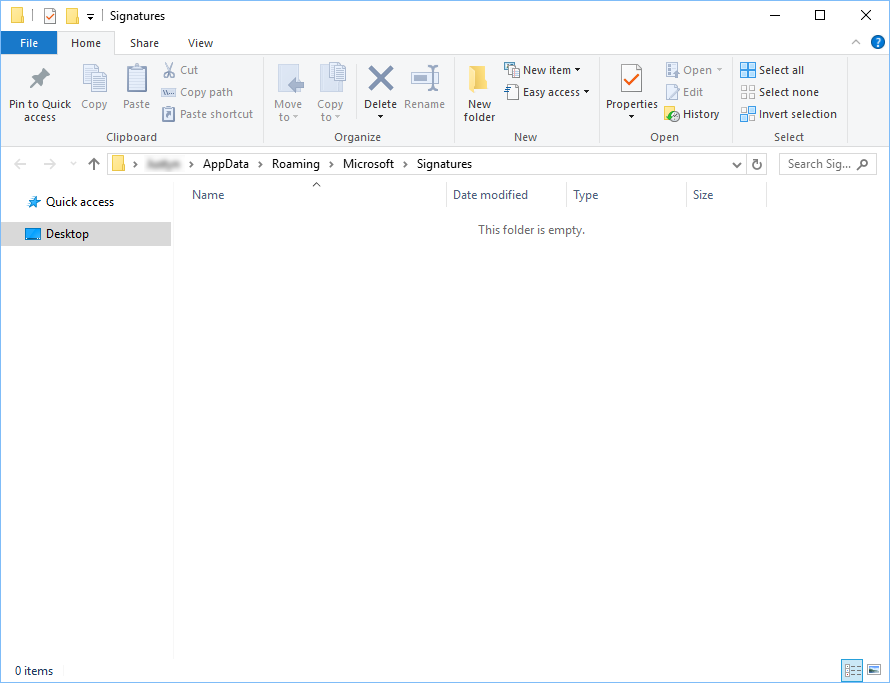 Signatures
File Home Share View
Pin to Quick access
Copy
Paste
Cut
Copy path
Paste shortcut
Clipboard
Move to
Copy to
Delete
Rename
Organize
New folder
New item
Easy access
New
Properties
Open
Edit
History
Open
Select all
Select none
Invert selection
Select
AppData Roaming Microsoft Signatures
Search Sig...
Quick access
Desktop
Name Date modified Type Size
This folder is empty.
0 items